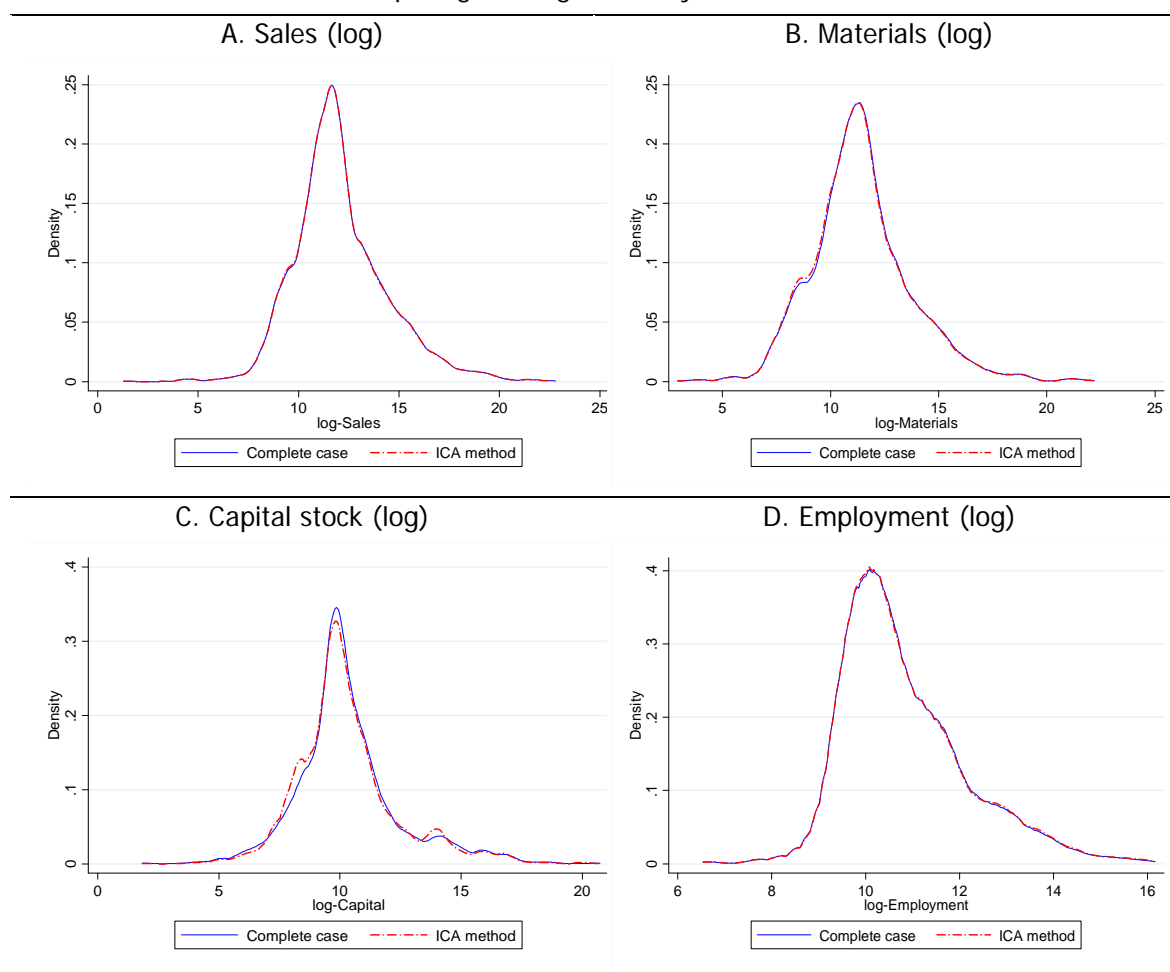 A. Sales (log)
B. Materials (log)
Density
0
.05
.1
.15
.2
.25
0
5
10
15
20
25
log-Sales
Complete case
ICA method
Density
0
.05
.1
.15
.2
.25
5
10
15
20
25
log-Materials
Complete case
ICA method
C. Capital stock (log)
D. Employment (log)
Density
0
.1
.2
.3
.4
0
5
10
15
20
log-Capital
Complete case
ICA method
Density
0
.1
.2
.3
.4
6
8
10
12
14
16
log-Employment
Complete case
ICA method